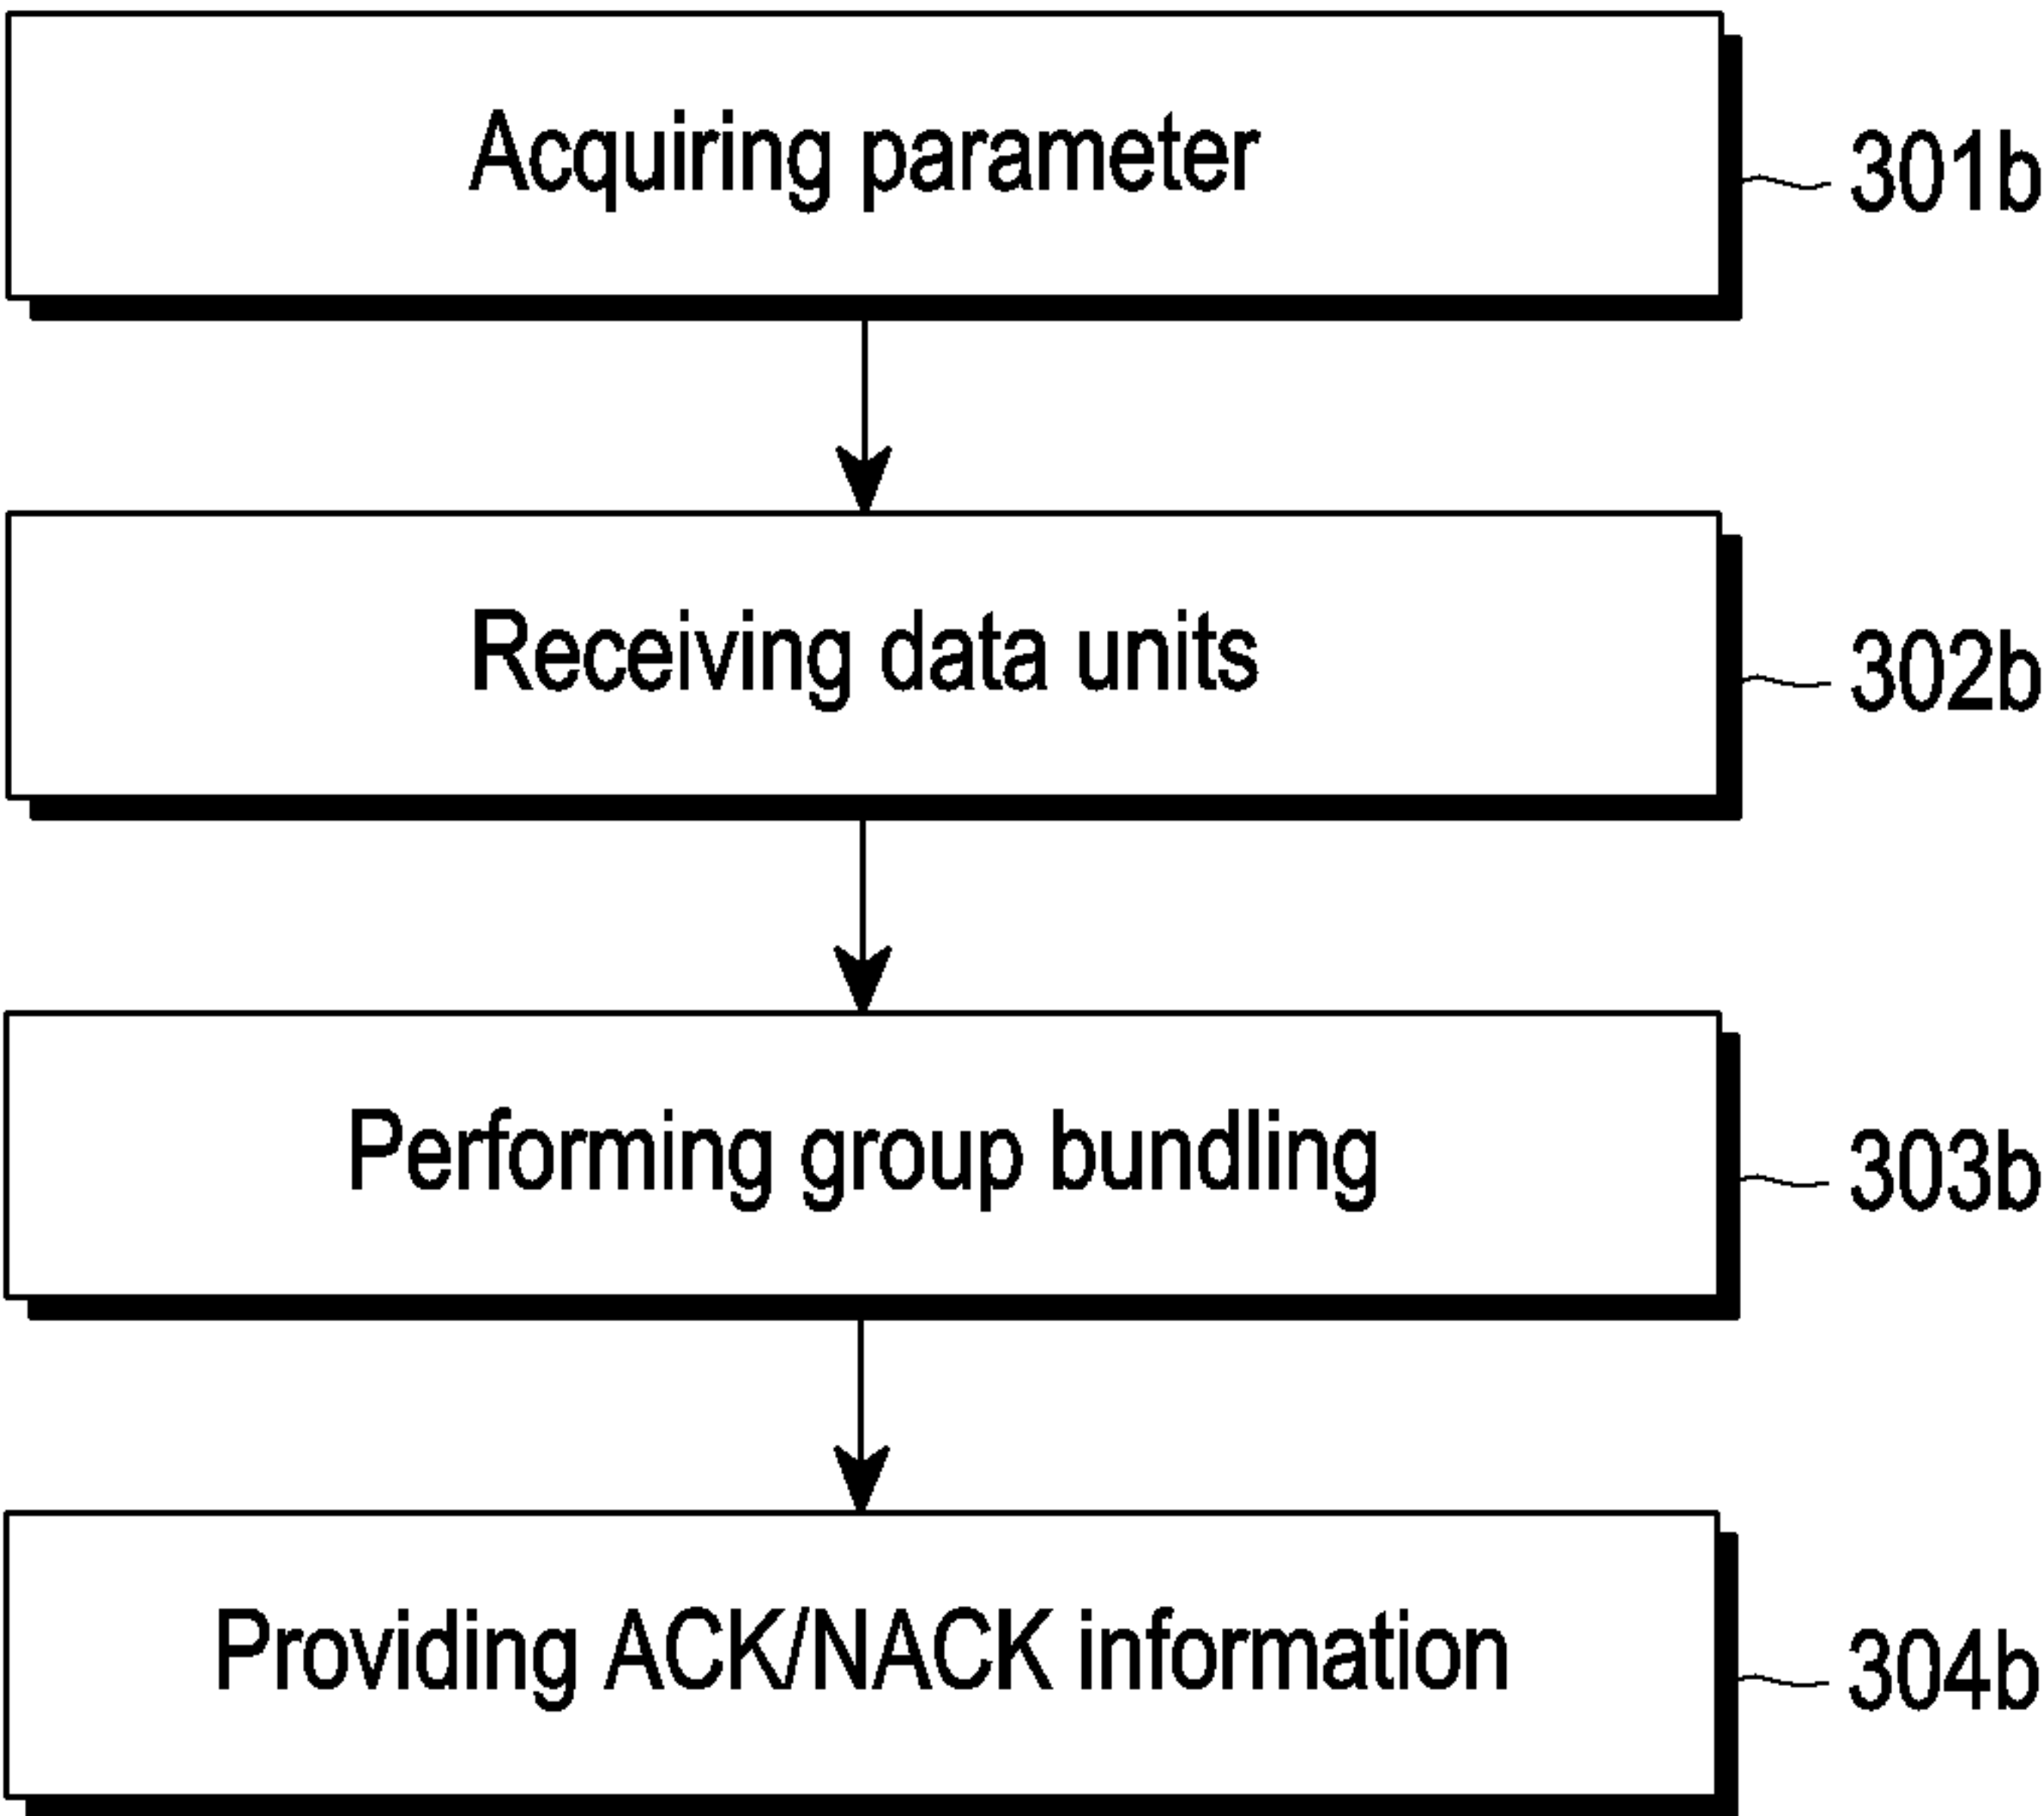 Acquiring parameter
301b
Receiving data units
302b
Performing group bundling
303b
Providing ACK/NACK information
304b